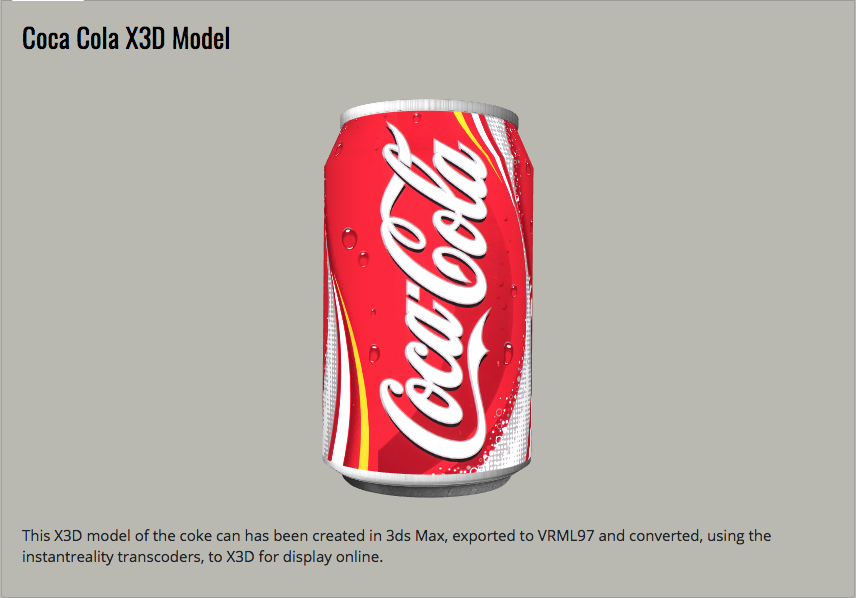 Coca Cola X3D Model
Coca-Cola
This X3D model of the coke can has been created in 3ds Max, exported to VRML97 and converted, using the
instantreality transcoders, to X3D for display online.